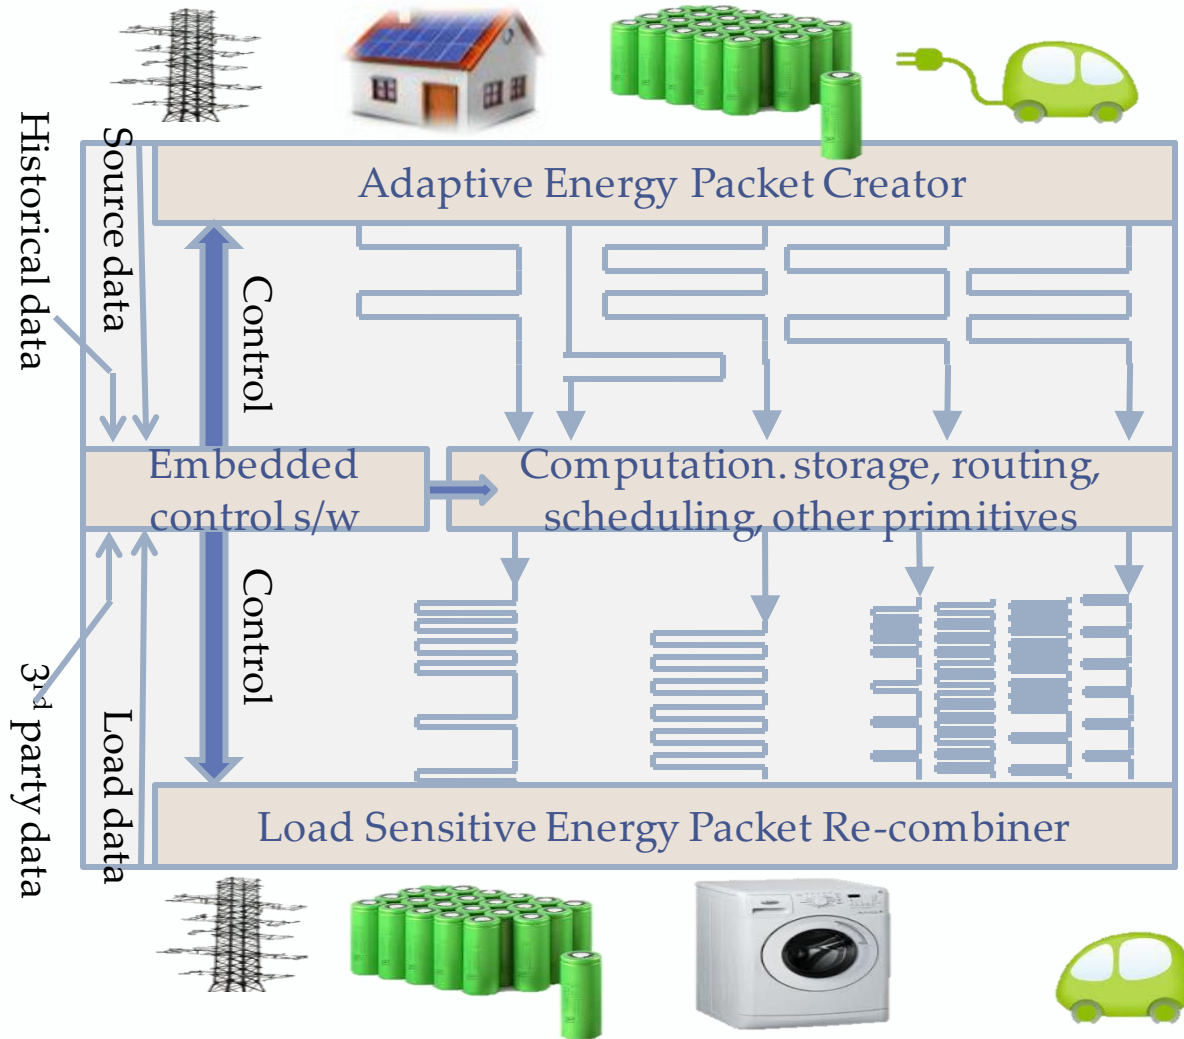 Adaptive Energy Packet Creator
Historical data
Source data
Control
Embedded
control s/w
Computation. storage, routing,
scheduling, other primitives
Control
3rd party data
Load data
Load Sensitive Energy Packet Re-combiner